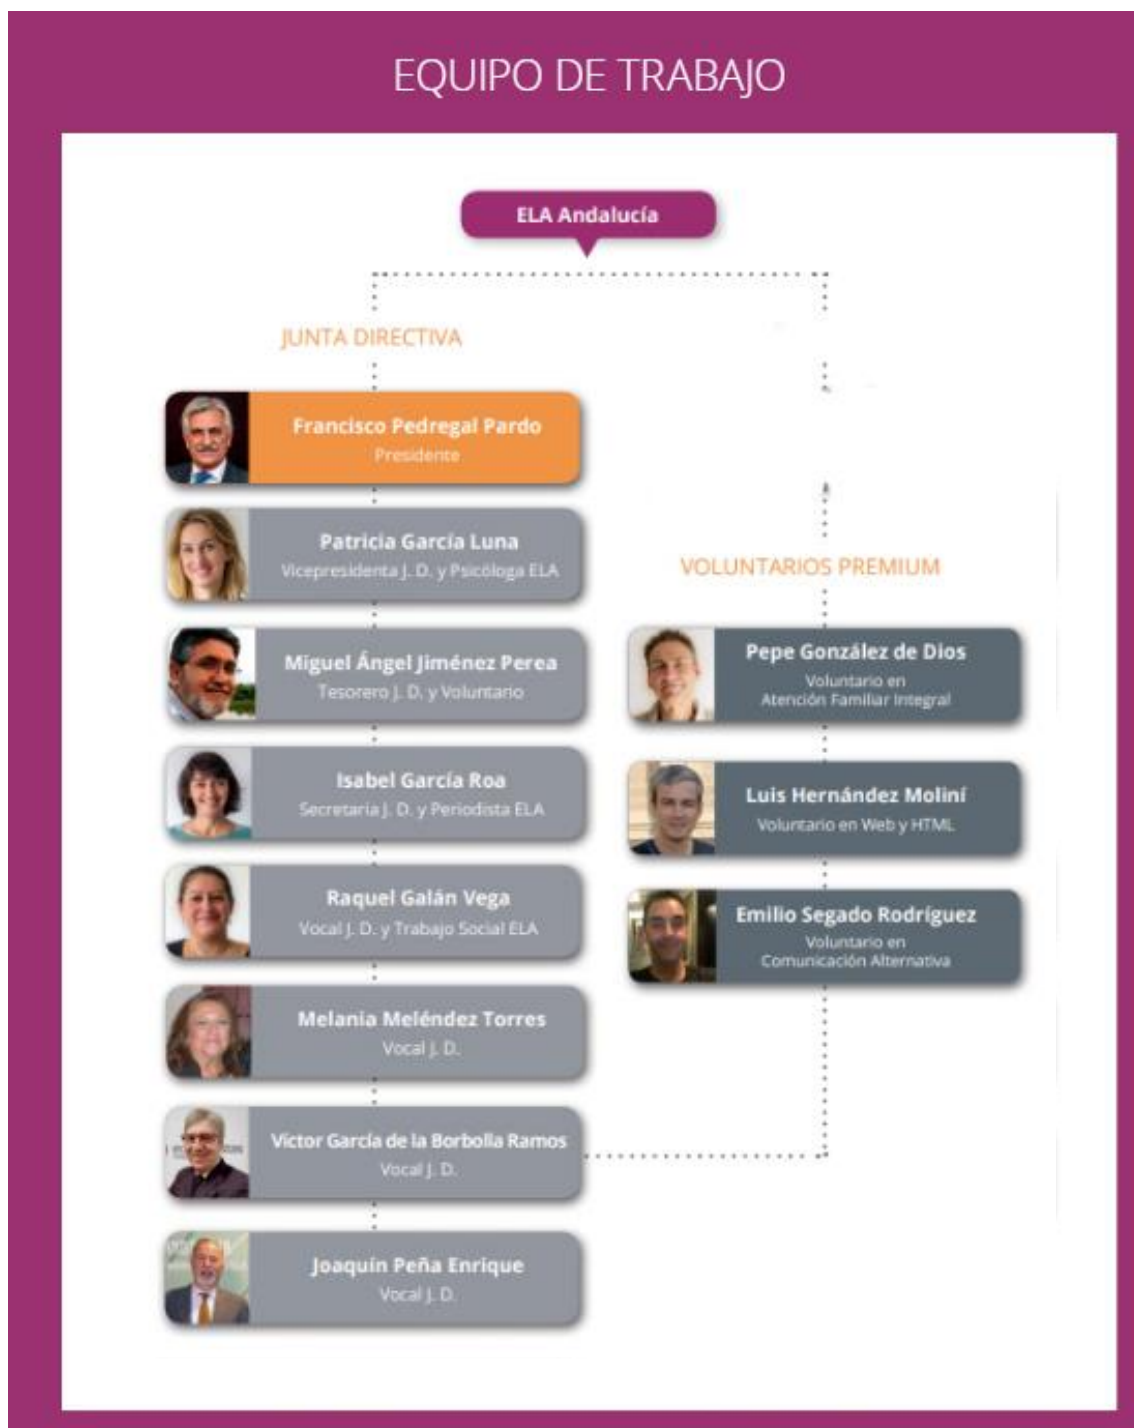 EQUIPO DE TRABAJO
ELA Andalucía
JUNTA DIRECTIVA
Francisco Pedregal Pardo
Presidente
Patricia García Luna
Vicepresidenta J. D. y Psicóloga ELA
Miguel Ángel Jiménez Perea
Tesorero J. D. y Voluntario
Isabel García Roa
Secretaria J. D. y Periodista ELA
Raquel Galán Vega
Vocal J. D. y Trabajo Social ELA
Melania Meléndez Torres
Vocal J. D.
Víctor García de la Borbolla Ramos
Vocal J. D.
Joaquín Peña Enrique
Vocal J. D.
VOLUNTARIOS PREMIUM
Pepe González de Dios
Voluntario en
Atención Familiar Integral
Luis Hernández Moliní
Voluntario en Web y HTML
Emilio Segado Rodríguez
Voluntario en
Comunicación Alternativa